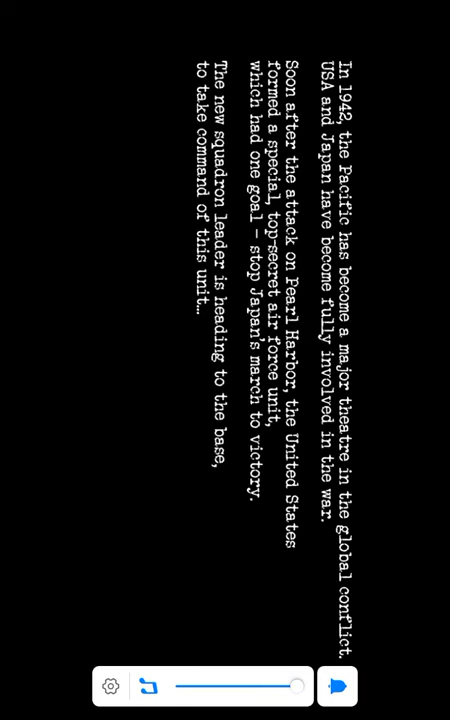 In 1942, the Pacific has become a major theatre in the global conflict.
USA and Japan have become fully involved in the war.
Soon after the attack on Pearl Harbor, the United States
formed a special, top-secret air force unit,
which had one goal – stop Japan's march to victory.
The new squadron leader is heading to the base,
to take command of this unit...